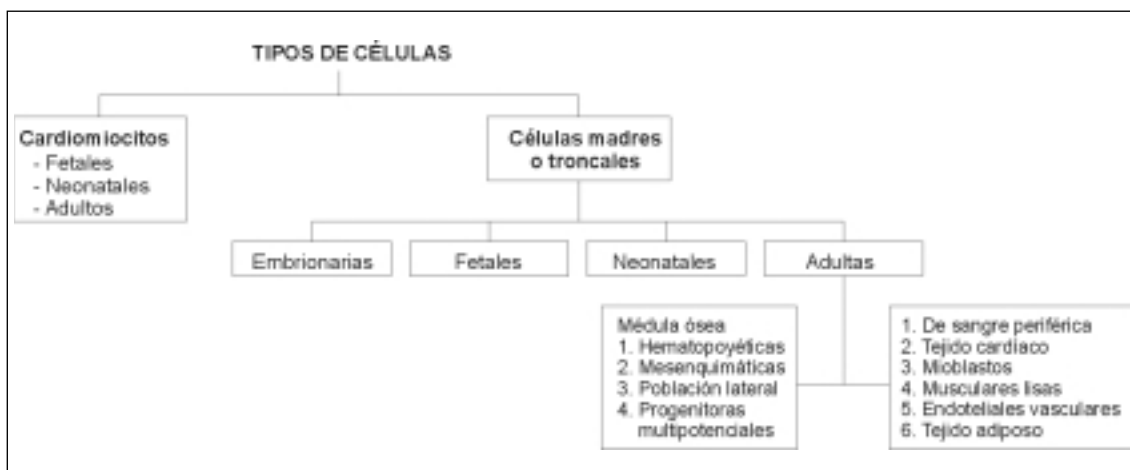 TIPOS DE CÉLULAS
Cardiomiocitos
- Fetales
- Neonatales
- Adultos
Células madres
o troncales
Embrionarias
Fetales
Neonatales
Adultas
Médula ósea
1. Hematopoyéticas
2. Mesenquimáticas
3. Población lateral
4. Progenitoras
multipotenciales
1. De sangre periférica
2. Tejido cardíaco
3. Mioblastos
4. Musculares lisas
5. Endoteliales vasculares
6. Tejido adiposo